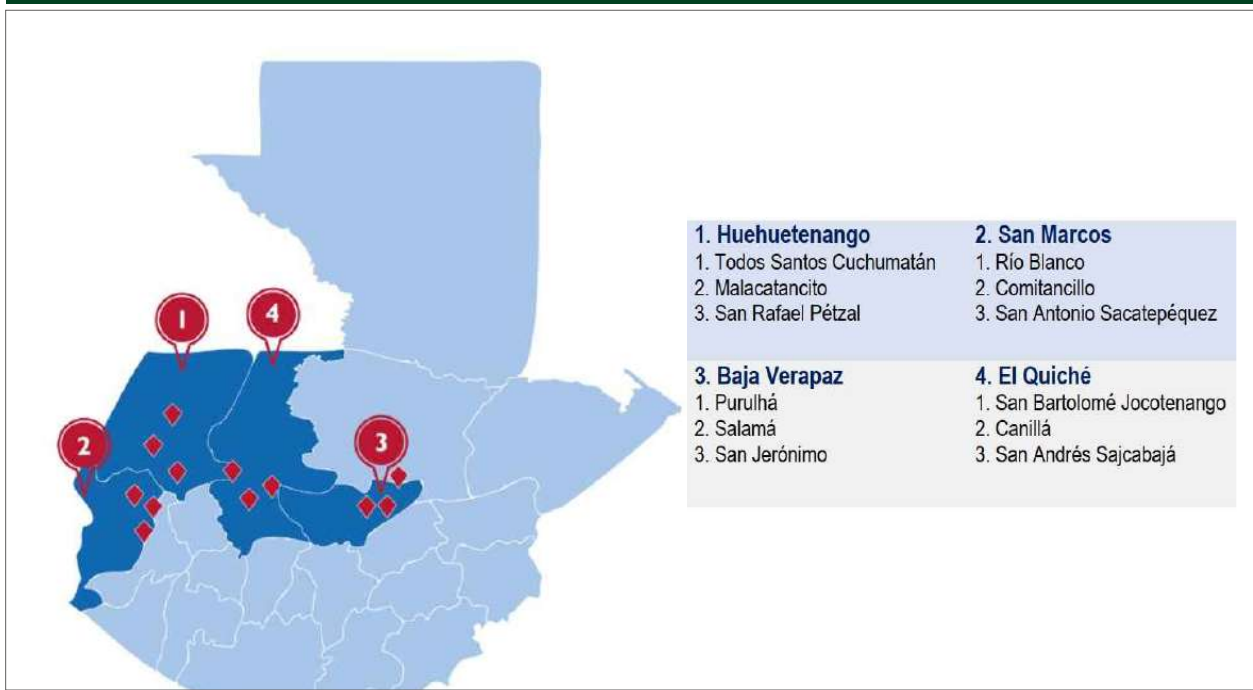 1
4
2
3
1. Huehuetenango
1. Todos Santos Cuchumatán
2. Malacatancito
3. San Rafael Pétzal
2. San Marcos
1. Río Blanco
2. Comitancillo
3. San Antonio Sacatepéquez
3. Baja Verapaz
1. Purulhá
2. Salamá
3. San Jerónimo
4. El Quiché
1. San Bartolomé Jocotenango
2. Canillá
3. San Andrés Sajcabajá